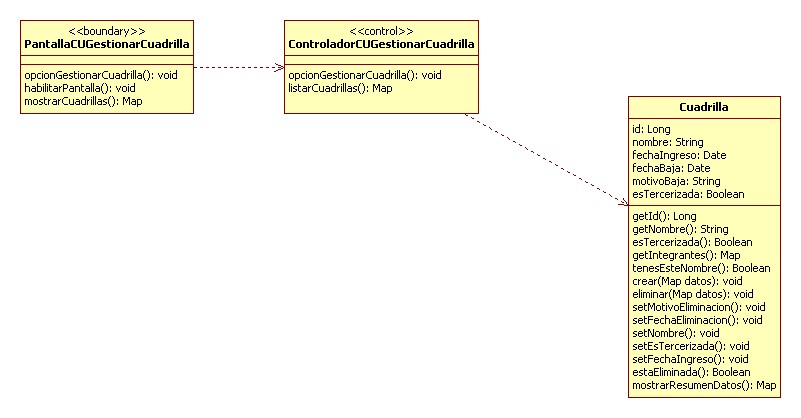 <<boundary>>
PantallaCUGestionarCuadrilla
opcionGestionarCuadrilla(): void
habilitarPantalla(): void
mostrarCuadrillas(): Map
<<control>>
ControladorCUGestionarCuadrilla
opcionGestionarCuadrilla(): void
listarCuadrillas(): Map
Cuadrilla
id: Long
nombre: String
fechaIngreso: Date
fechaBaja: Date
motivoBaja: String
esTercerizada: Boolean
getId(): Long
getNombre(): String
esTercerizada(): Boolean
getIntegrantes(): Map
tenesEsteNombre(): Boolean
crear(Map datos): void
eliminar(Map datos): void
setMotivoEliminacion(): void
setFechaEliminacion(): void
setNombre(): void
setEsTercerizada(): void
setFechaIngreso(): void
estaEliminada(): Boolean
mostrarResumenDatos(): Map